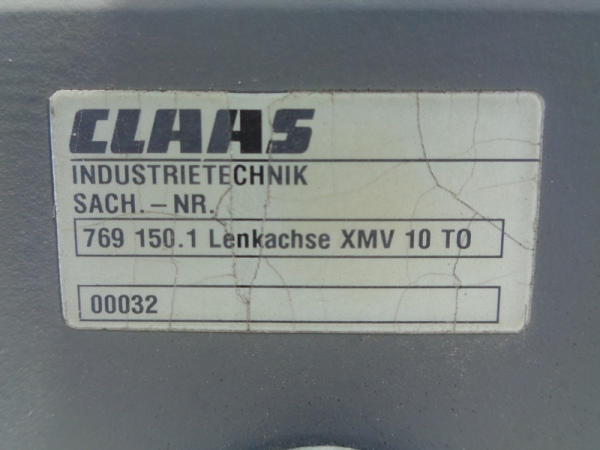 CLAAS
INDUSTRIETECHNIK
SACH.-NR.
769 150.1 Lenkachse XMV 10 TO
00032